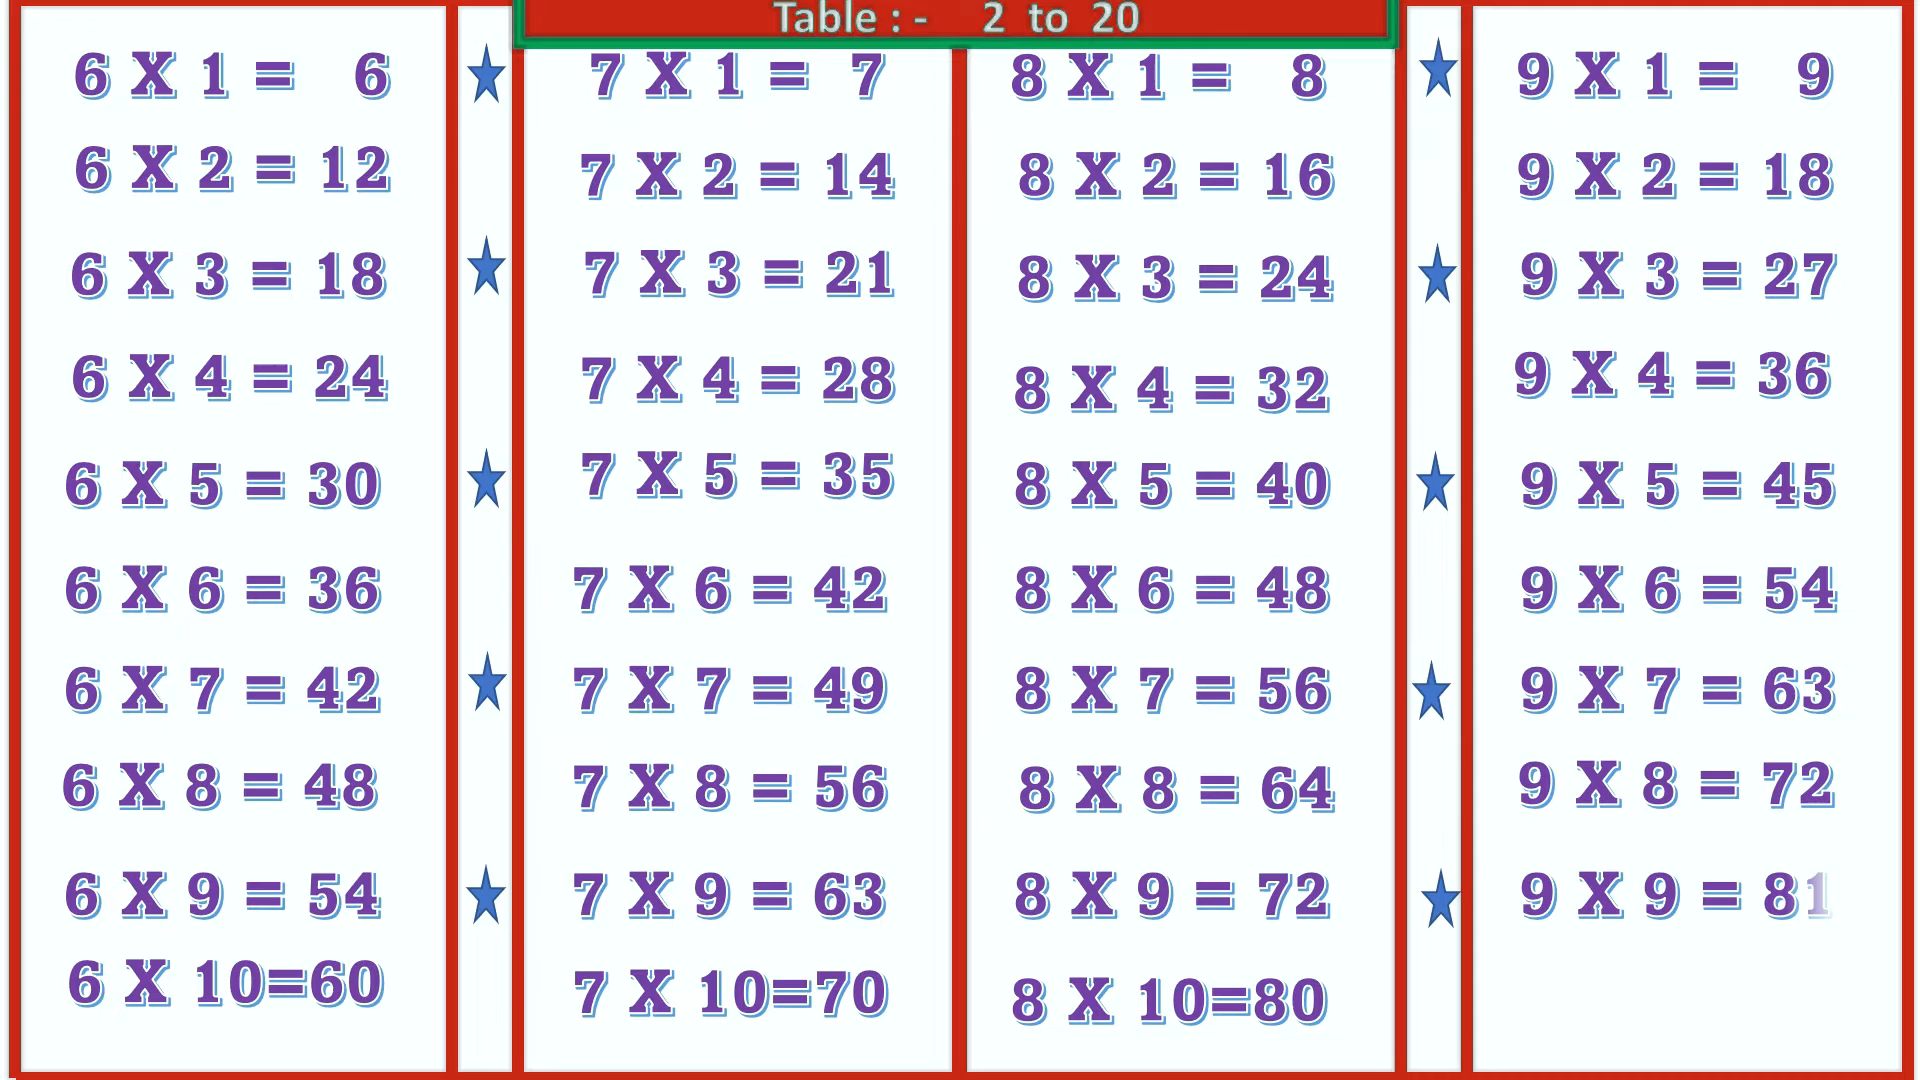 Table : - 2 to 20
6 X 1 = 6
6 X 2 = 12
6 X 3 = 18
6 X 4 = 24
6 X 5 = 30
6 X 6 = 36
6 X 7 = 42
6 X 8 = 48
6 X 9 = 54
6 X 10=60
7 X 1 = 7
7 X 2 = 14
7 X 3 = 21
7 X 4 = 28
7 X 5 = 35
7 X 6 = 42
7 X 7 = 49
7 X 8 = 56
7 X 9 = 63
7 X 10=70
8 X 1 = 8
8 X 2 = 16
8 X 3 = 24
8 X 4 = 32
8 X 5 = 40
8 X 6 = 48
8 X 7 = 56
8 X 8 = 64
8 X 9 = 72
8 X 10=80
9 X 1 = 9
9 X 2 = 18
9 X 3 = 27
9 X 4 = 36
9 X 5 = 45
9 X 6 = 54
9 X 7 = 63
9 X 8 = 72
9 X 9 = 81